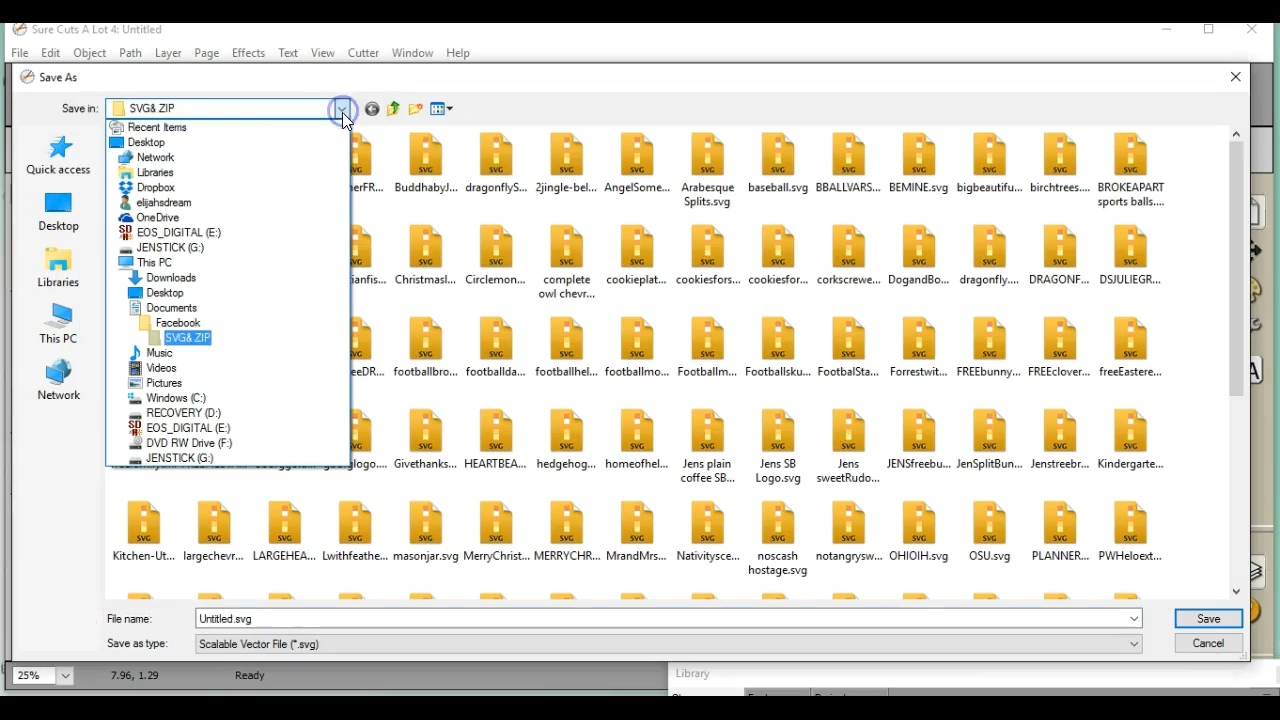 Sure Cuts A Lot 4: Untitled
File Edit Object Path Layer Page Effects Text View Cutter Window Help
Save As
Save in: SVG& ZIP
Recent Items
Desktop
Network
Libraries
Dropbox
elijahsdream
OneDrive
EOS_DIGITAL (E:)
JENSTICK (G:)
This PC
Downloads
Desktop
Documents
Facebook
SVG& ZIP
Music
Videos
Pictures
Windows (C:)
RECOVERY (D:)
EOS_DIGITAL (E:)
DVD RW Drive (F:)
JENSTICK (G:)
Quick access
Desktop
Libraries
This PC
Network
BuddhabyJ... dragonflyS... 2jingle-bel... AngelSome... Arabesque Splits.svg baseball.svg BBALLVARS... BEMINE.svg bigbeautifu... birchtrees.... BROKEAPART sports balls....
Christmasl... Circlemon... complete owl chevr... cookieplat... cookiesfors... cookiesfor... corkscrewe... DogandBo... dragonfly.... DRAGONF... DSJULIEGR...
footballbro... footballda... footballhel... footballmo... Footballm... Footballsku... FootbalSta... Forrestwit... FREEbunny... FREEclover... freeEastere...
Givethanks... HEARTBEA... hedgehog... homeofhel... Jens plain coffee SB... Jens SB Logo.svg Jens sweetRudo... JENSfreebu... JenSplitBun... Jenstreebr... Kindergarte...
Kitchen-Ut... largechevr... LARGEHEA... Lwithfeathe... masonjar.svg MerryChrist... MERRYCHR... MrandMrs... Nativitysce... noscash hostage.svg notangrysw... OHIOIH.svg OSU.svg PLANNER... PWHeloext...
File name: Untitled.svg Save
Save as type: Scalable Vector File (*.svg) Cancel
25% 7.96, 1.29 Ready
Library